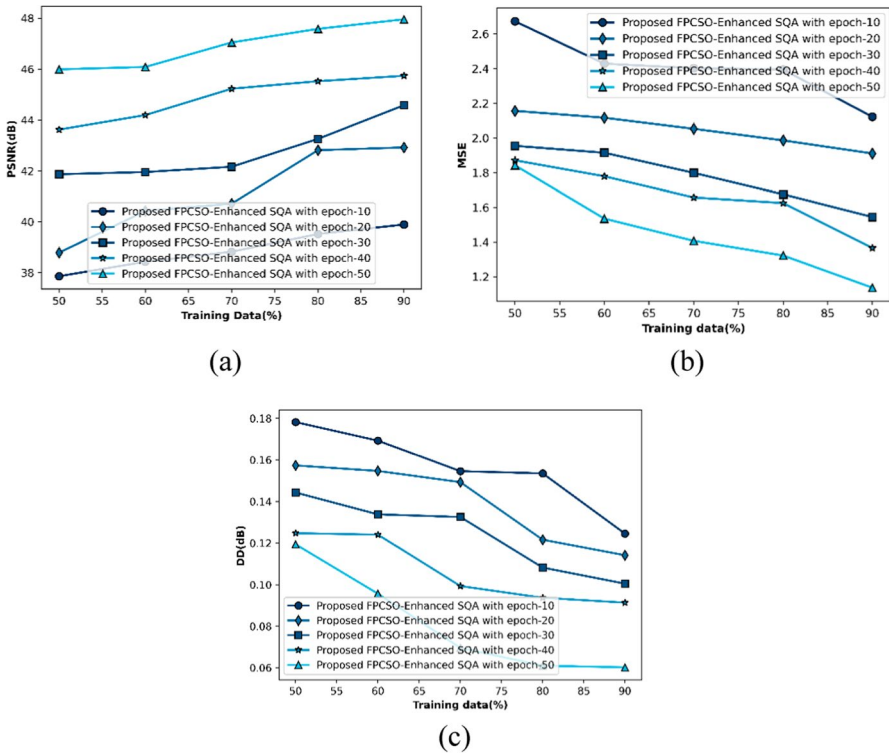 48
46
44
42
40
38
PSNR(dB)
Proposed FPCSO-Enhanced SQA with epoch-10
Proposed FPCSO-Enhanced SQA with epoch-20
Proposed FPCSO-Enhanced SQA with epoch-30
Proposed FPCSO-Enhanced SQA with epoch-40
Proposed FPCSO-Enhanced SQA with epoch-50
50 55 60 65 70 75 80 85 90
Training Data(%)
(a)
2.6
2.4
2.2
2.0
1.8
1.6
1.4
1.2
MSE
Proposed FPCSO-Enhanced SQA with epoch-10
Proposed FPCSO-Enhanced SQA with epoch-20
Proposed FPCSO-Enhanced SQA with epoch-30
Proposed FPCSO-Enhanced SQA with epoch-40
Proposed FPCSO-Enhanced SQA with epoch-50
50 55 60 65 70 75 80 85 90
Training data(%)
(b)
0.18
0.16
0.14
0.12
0.10
0.08
0.06
DD(dB)
Proposed FPCSO-Enhanced SQA with epoch-10
Proposed FPCSO-Enhanced SQA with epoch-20
Proposed FPCSO-Enhanced SQA with epoch-30
Proposed FPCSO-Enhanced SQA with epoch-40
Proposed FPCSO-Enhanced SQA with epoch-50
50 55 60 65 70 75 80 85 90
Training data(%)
(c)